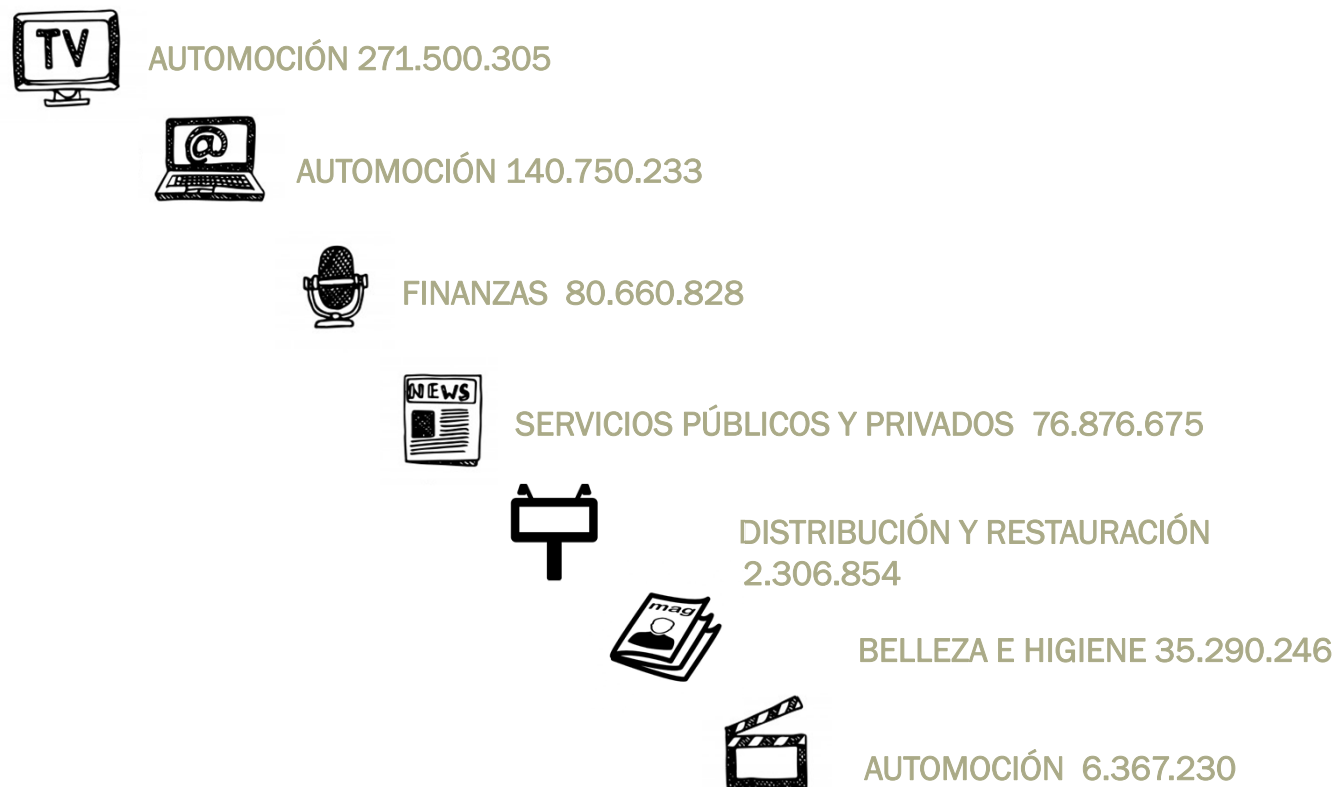 TV
AUTOMOCIÓN 271.500.305
@
AUTOMOCIÓN 140.750.233
FINANZAS 80.660.828
NEWS
SERVICIOS PÚBLICOS Y PRIVADOS 76.876.675
DISTRIBUCIÓN Y RESTAURACIÓN
2.306.854
mag
BELLEZA E HIGIENE 35.290.246
AUTOMOCIÓN 6.367.230